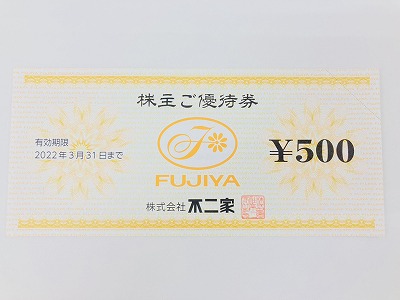 株主ご優待券
有効期限
2022年3月31日まで
F
FUJIYA
¥500
株式会社 不二家